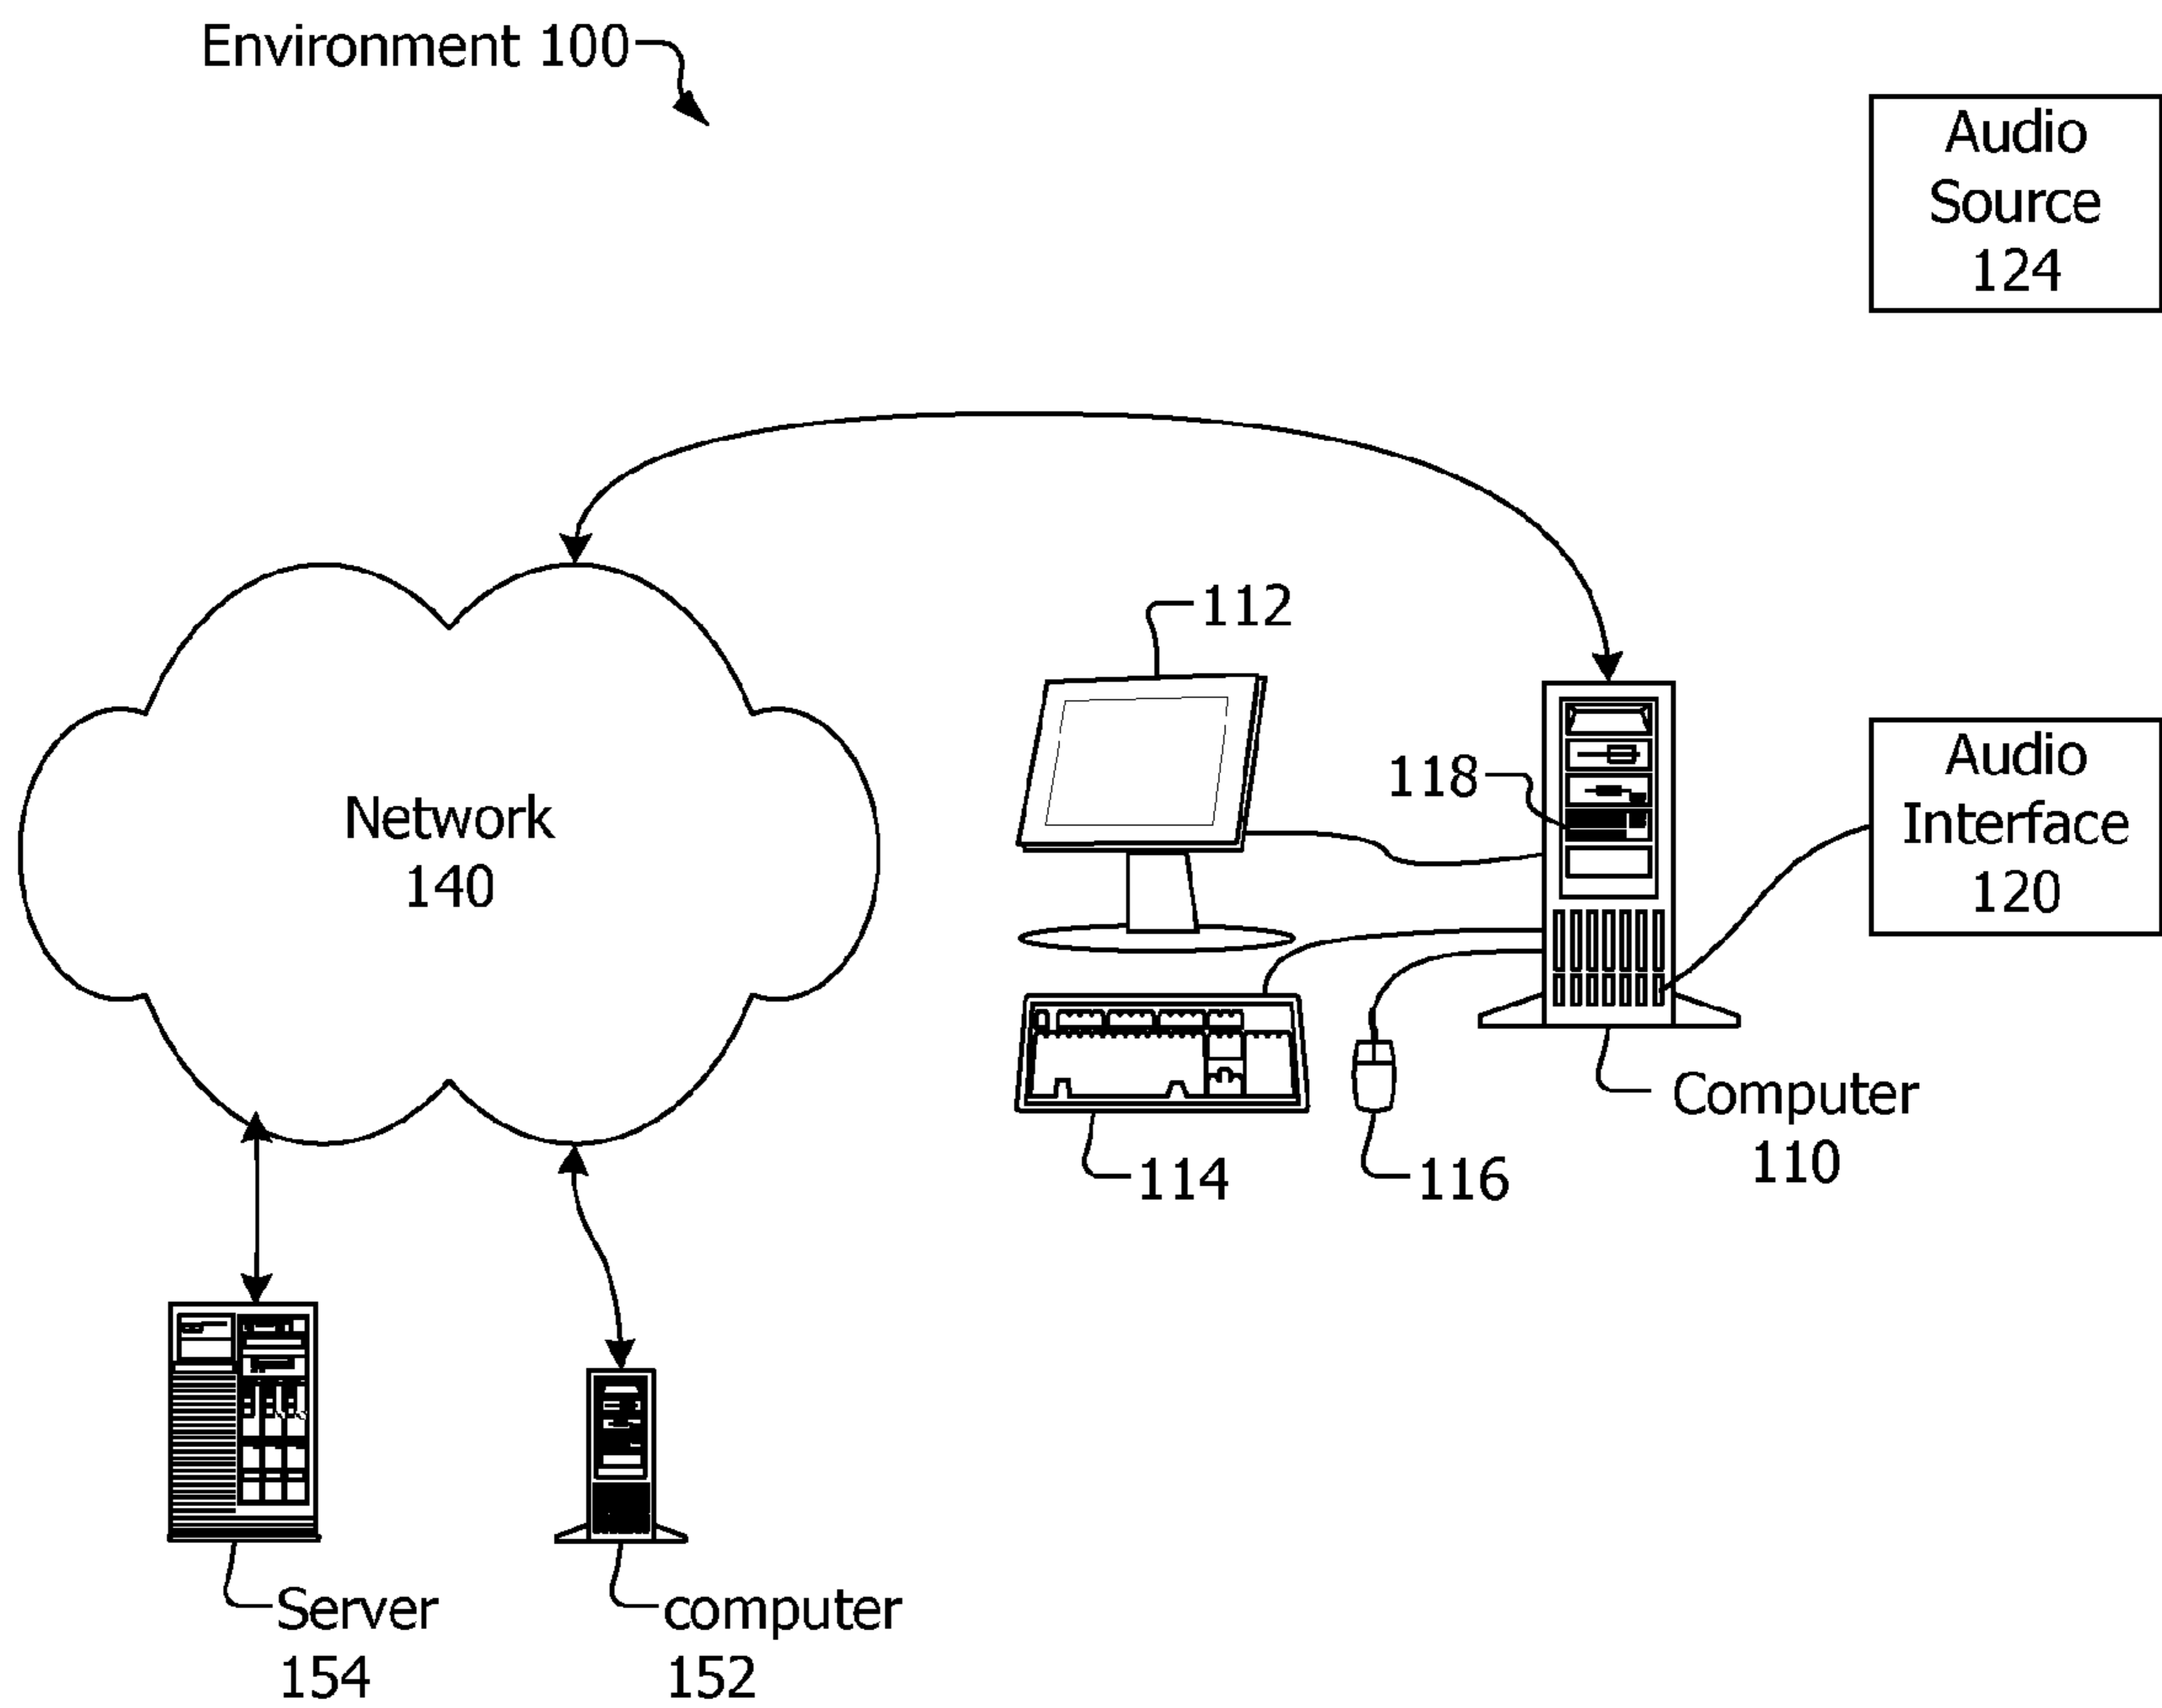 Environment 100
Audio
Source
124
112
118
Audio
Interface
120
Network
140
Computer
110
114
116
Server
154
computer
152